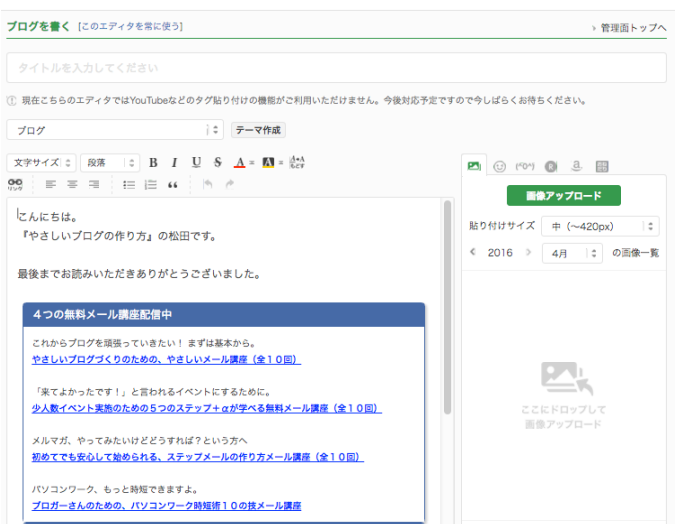 ブログを書く [このエディタを常に使う]
› 管理面トップへ
タイトルを入力してください
現在こちらのエディタではYouTubeなどのタグ貼り付けの機能がご利用いただけません。今後対応予定ですので今しばらくお待ちください。
ブログ テーマ作成
文字サイズ 段落 B I U S A A
リンク
画像アップロード
貼り付けサイズ 中（〜420px）
2016 4月 の画像一覧
ここにドロップして
画像アップロード
こんにちは。
『やさしいブログの作り方』の松田です。
最後までお読みいただきありがとうございました。
４つの無料メール講座配信中
これからブログを頑張っていきたい！ まずは基本から。
やさしいブログづくりのための、やさしいメール講座（全１０回）
「来てよかったです！」と言われるイベントにするために。
少人数イベント実施のための５つのステップ＋αが学べる無料メール講座（全１０回）
メルマガ、やってみたいけどどうすれば？という方へ
初めてでも安心して始められる、ステップメールの作り方メール講座（全１０回）
パソコンワーク、もっと時短できますよ。
ブロガーさんのための、パソコンワーク時短術１０の技メール講座